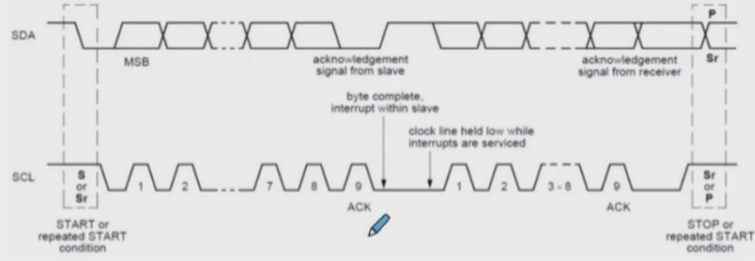 P
SDA
MSB
acknowledgement
signal from slave
acknowledgement
signal from receiver
Sr
byte complete,
interrupt within slave
clock line held low while
interrupts are serviced
SCL
S
or
Sr
1
2
7
8
9
1
2
3 - 8
9
Sr
or
P
ACK
ACK
START or
repeated START
condition
STOP or
repeated START
condition